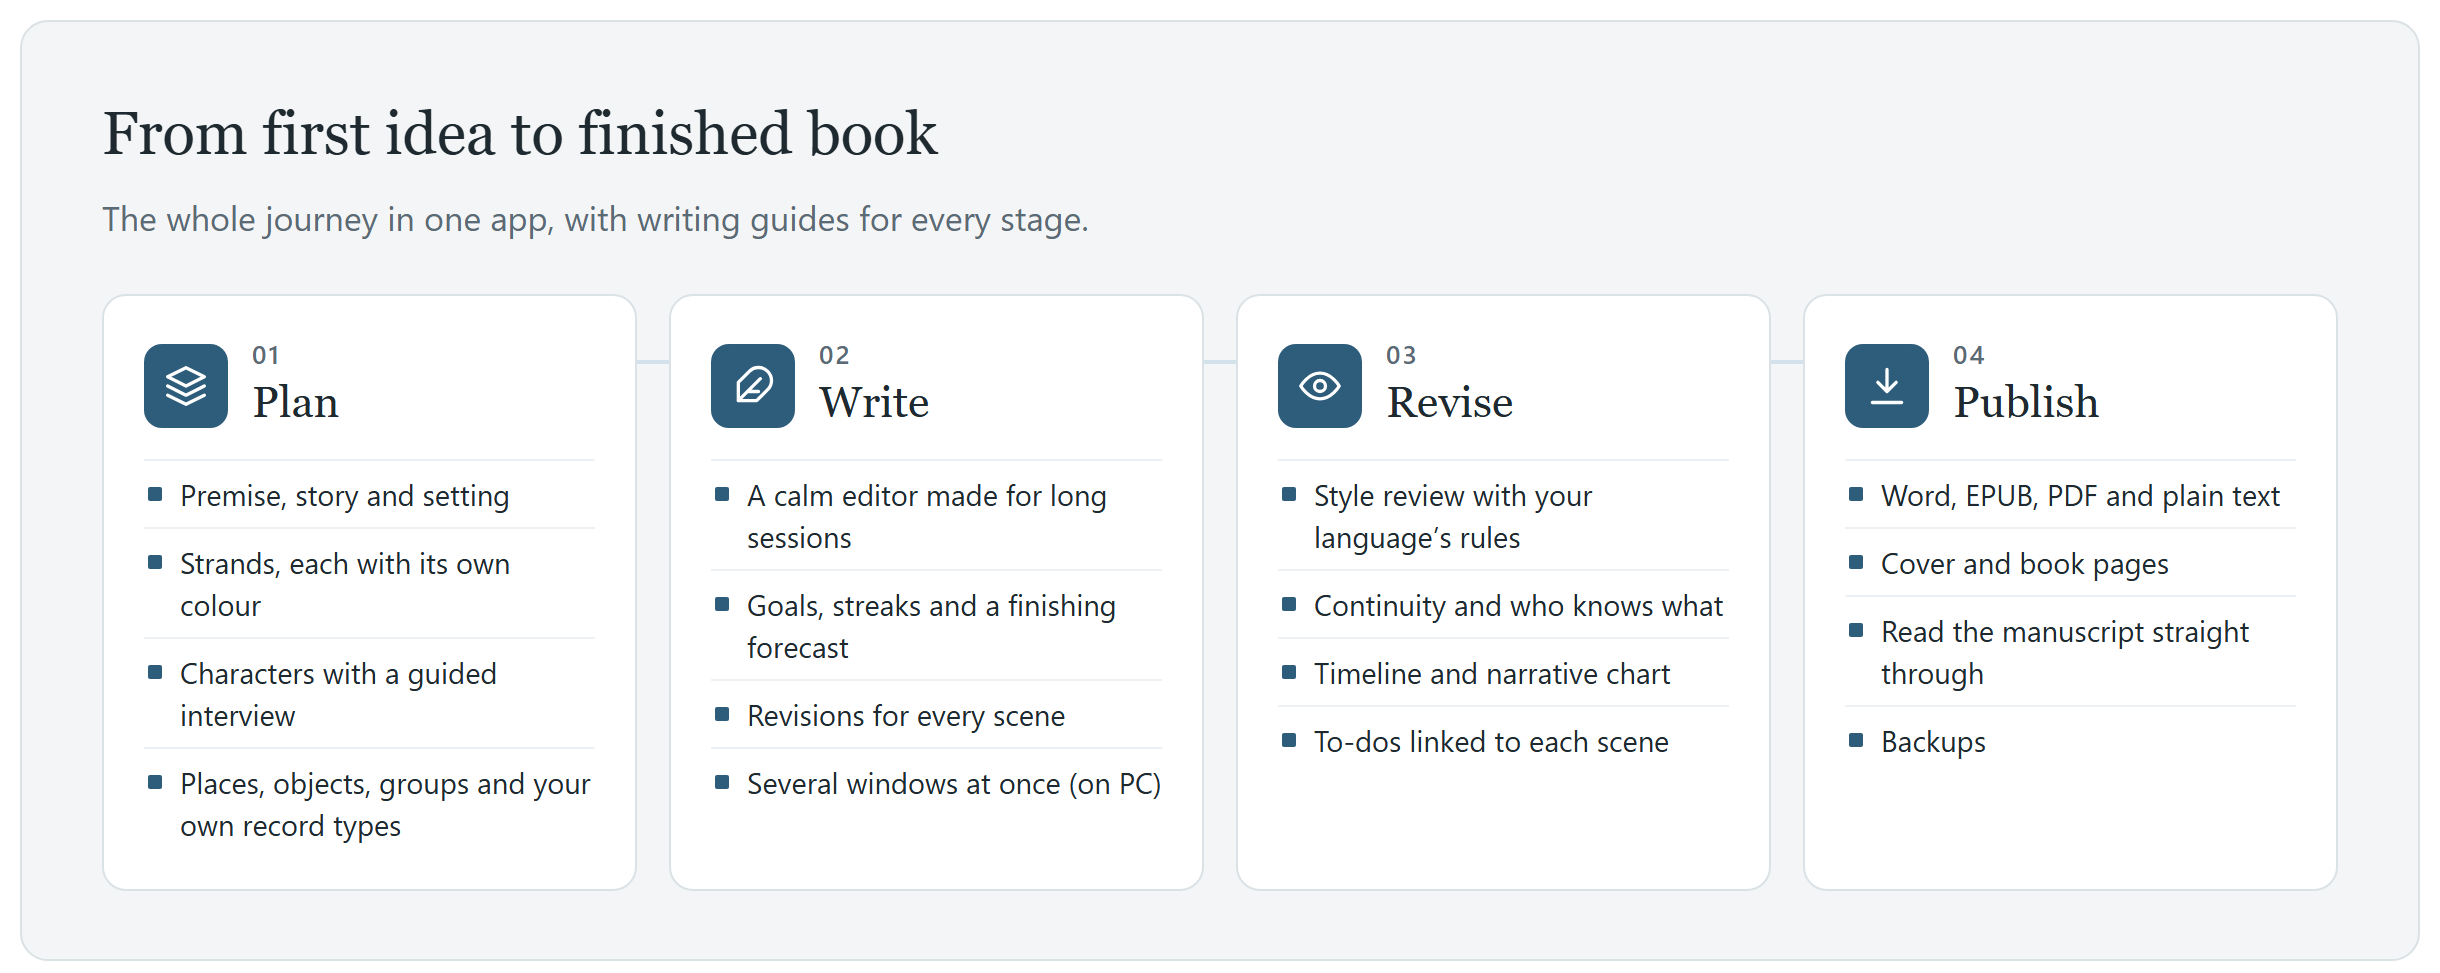 From first idea to finished book
The whole journey in one app, with writing guides for every stage.
01
Plan
Premise, story and setting
Strands, each with its own
colour
Characters with a guided
interview
Places, objects, groups and your
own record types
02
Write
A calm editor made for long
sessions
Goals, streaks and a finishing
forecast
Revisions for every scene
Several windows at once (on PC)
03
Revise
Style review with your
language’s rules
Continuity and who knows what
Timeline and narrative chart
To-dos linked to each scene
04
Publish
Word, EPUB, PDF and plain text
Cover and book pages
Read the manuscript straight
through
Backups